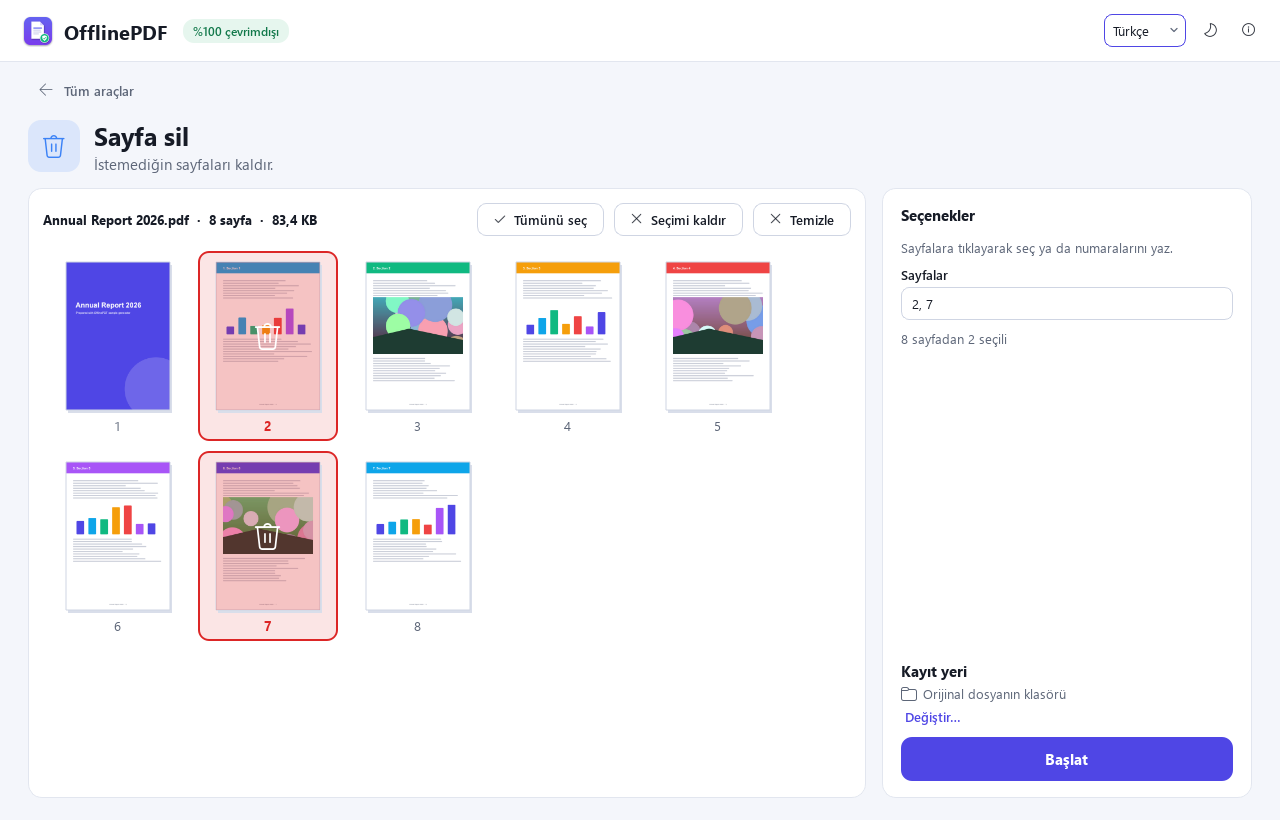 OfflinePDF
%100 çevrimdışı
Türkçe
Tüm araçlar
Sayfa sil
İstemediğin sayfaları kaldır.
Annual Report 2026.pdf · 8 sayfa · 83,4 KB
Tümünü seç
Seçimi kaldır
Temizle
Annual Report 2026
1
2
3
4
5
6
7
8
Seçenekler
Sayfalara tıklayarak seç ya da numaralarını yaz.
Sayfalar
2, 7
8 sayfadan 2 seçili
Kayıt yeri
Orijinal dosyanın klasörü
Değiştir...
Başlat